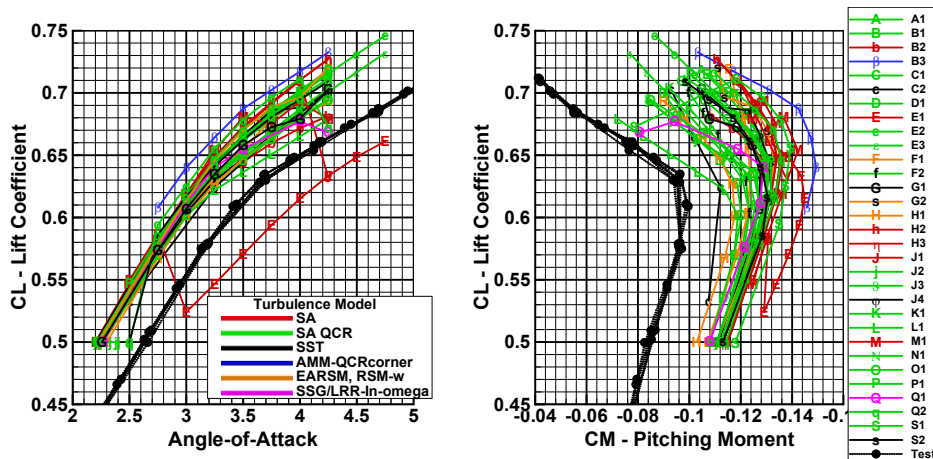 CL - Lift Coefficient
0.75
0.7
0.65
0.6
0.55
0.5
0.45
2 2.5 3 3.5 4 4.5 5
Angle-of-Attack
Turbulence Model
SA
SA QCR
SST
AMM-QCRcorner
EARSM, RSM-w
SSG/LRR-ln-omega
CL - Lift Coefficient
0.75
0.7
0.65
0.6
0.55
0.5
0.45
-0.04 -0.06 -0.08 -0.1 -0.12 -0.14 -0.1
CM - Pitching Moment
A A1
B B1
b B2
β B3
C C1
c C2
D D1
E E1
e E2
ε E3
F F1
f F2
G G1
s G2
H H1
h H2
η H3
J J1
j J2
J3
φ J4
K K1
L L1
M M1
N N1
O O1
P P1
Q Q1
q Q2
S S1
s S2
Test